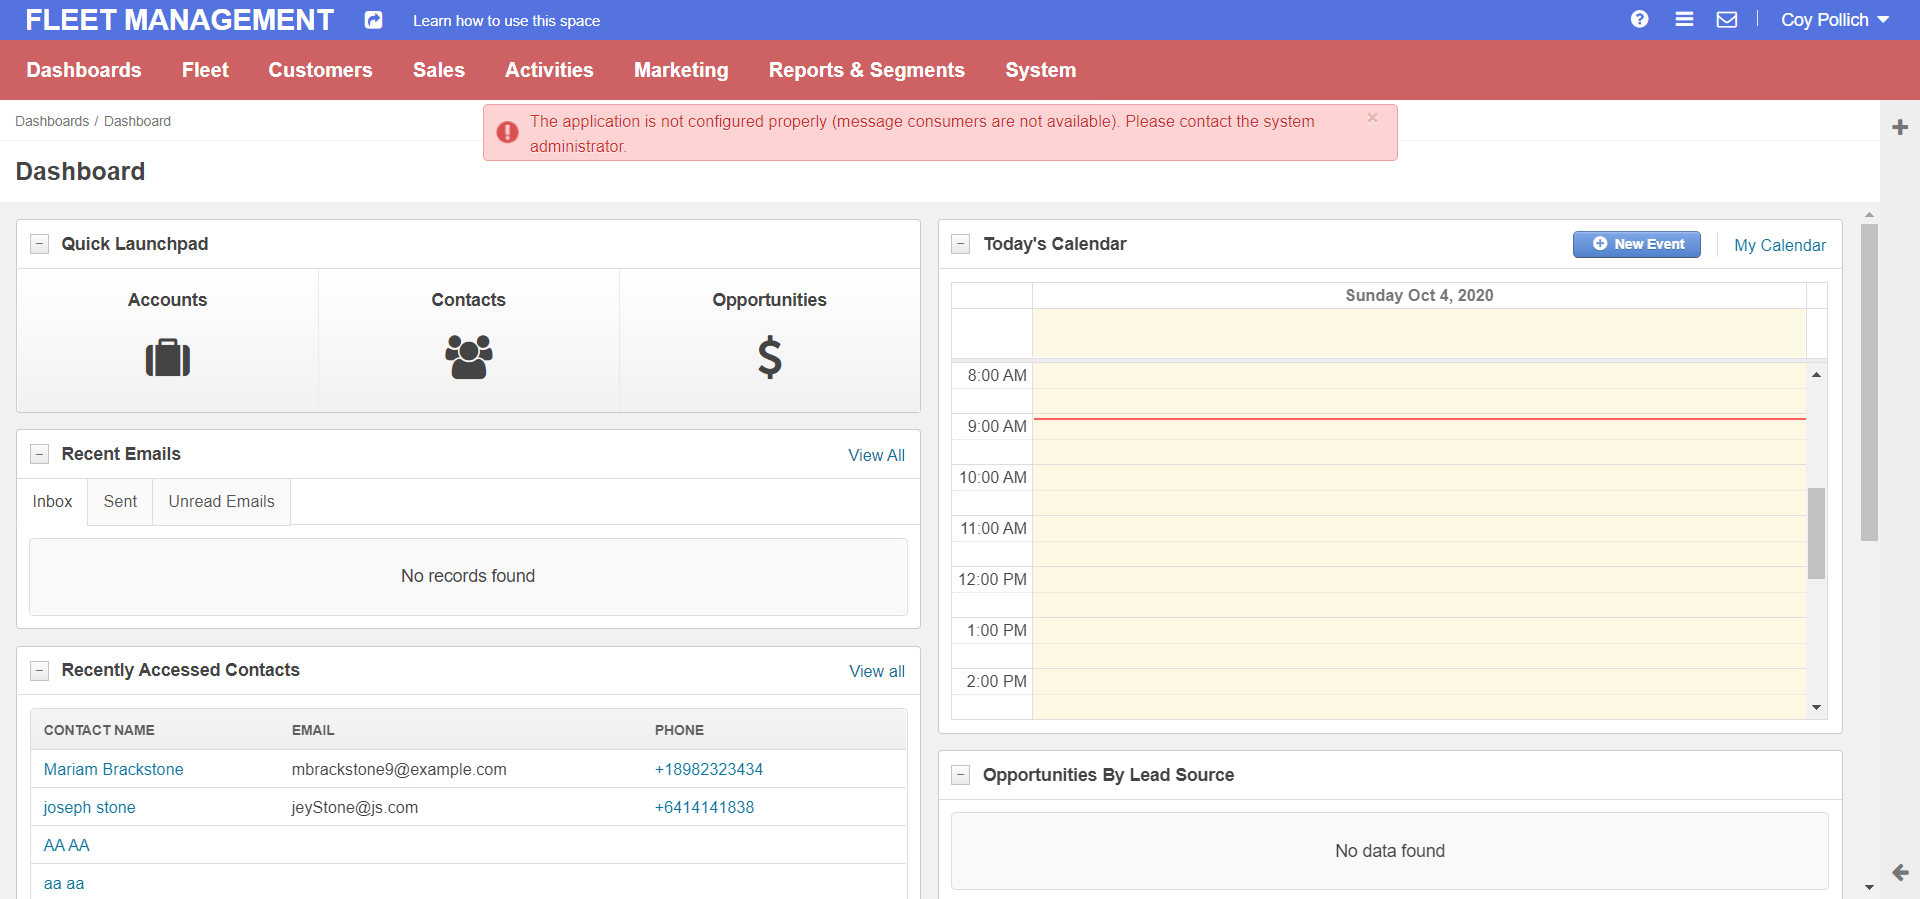 FLEET MANAGEMENT
Learn how to use this space
Coy Pollich
Dashboards
Fleet
Customers
Sales
Activities
Marketing
Reports & Segments
System
Dashboards / Dashboard
The application is not configured properly (message consumers are not available). Please contact the system
administrator.
×
Dashboard
Quick Launchpad
Accounts
Contacts
Opportunities
Recent Emails
View All
Inbox
Sent
Unread Emails
No records found
Recently Accessed Contacts
View all
CONTACT NAME
EMAIL
PHONE
Mariam Brackstone
mbrackstone9@example.com
+18982323434
joseph stone
jeyStone@js.com
+6414141838
AA AA
aa aa
Today's Calendar
New Event
My Calendar
Sunday Oct 4, 2020
8:00 AM
9:00 AM
10:00 AM
11:00 AM
12:00 PM
1:00 PM
2:00 PM
Opportunities By Lead Source
No data found